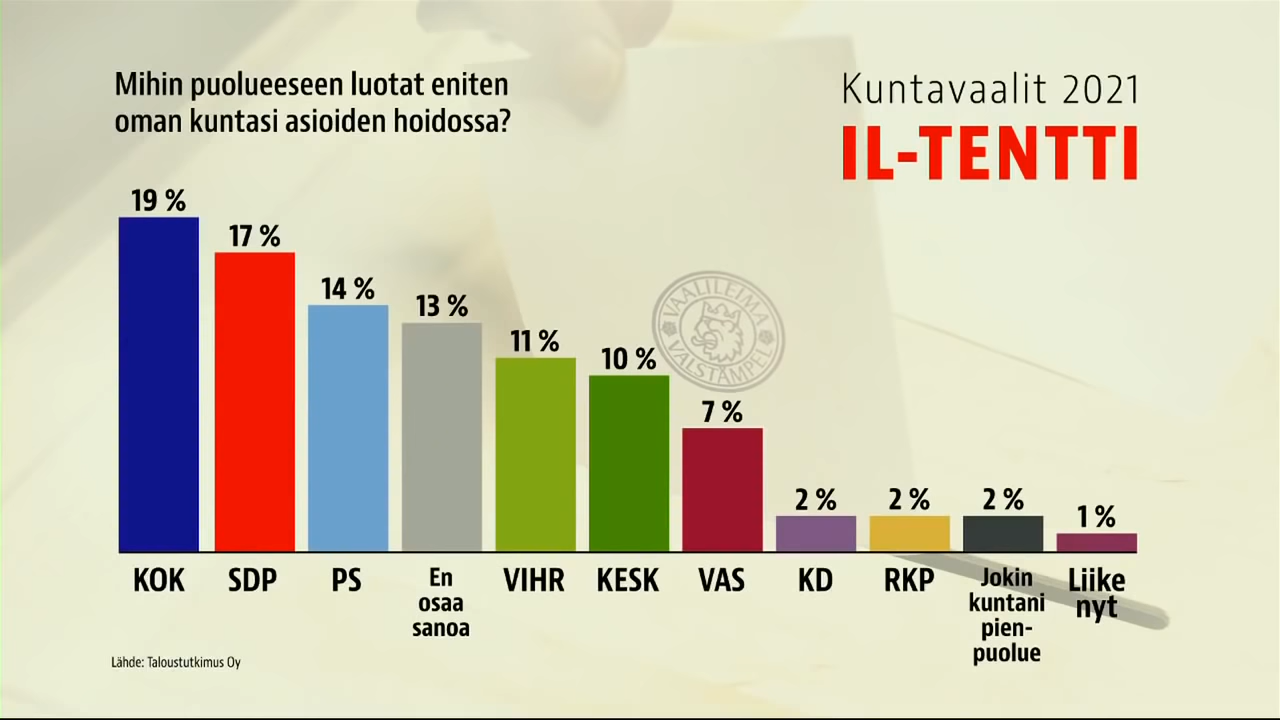 Mihin puolueeseen luotat eniten
oman kuntasi asioiden hoidossa?
Kuntavaalit 2021
IL-TENTTI
19 %
17 %
14 %
13 %
11 %
10 %
7 %
2 %
2 %
2 %
1 %
VAALILEIMA
VALSTÄMPEL
KOK
SDP
PS
En
osaa
sanoa
VIHR
KESK
VAS
KD
RKP
Jokin
kuntani
pien-
puolue
Liike
nyt
Lähde: Taloustutkimus Oy